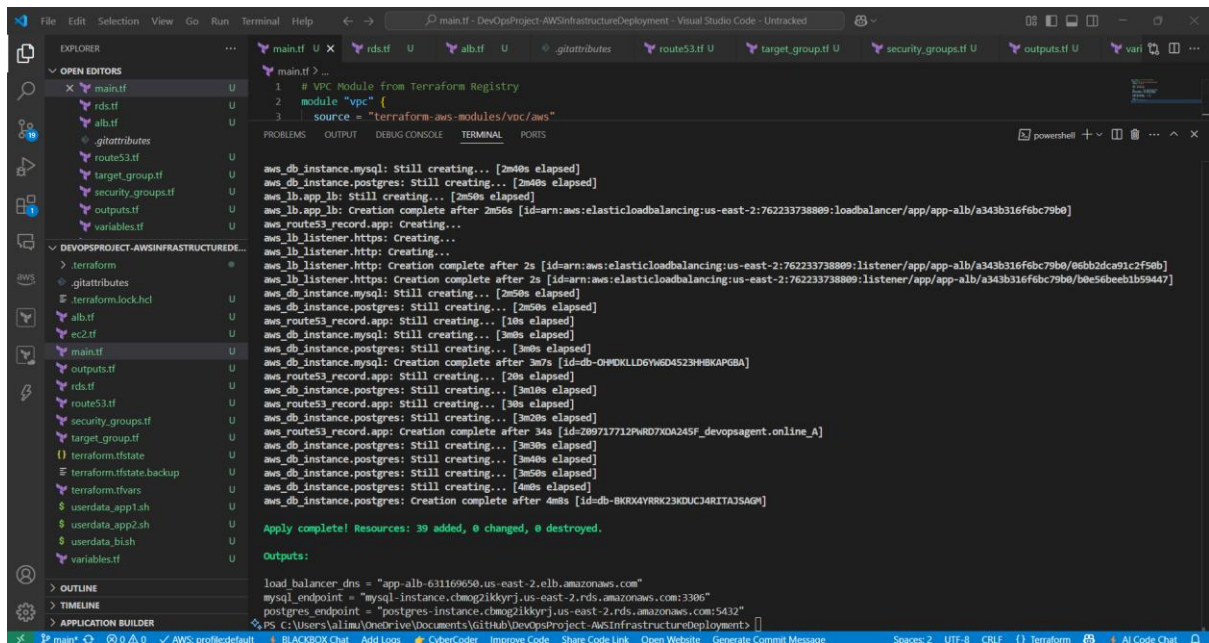 File Edit Selection View Go Run Terminal Help
main.tf - DevOpsProject-AWSInfrastructureDeployment - Visual Studio Code - Untracked
EXPLORER
OPEN EDITORS
main.tf U
rds.tf U
alb.tf U
.gitattributes
route53.tf U
target_group.tf U
security_groups.tf U
outputs.tf U
variables.tf U
DEVOPSPROJECT-AWSINFRASTRUCTUREDE...
.terraform
.gitattributes
.terraform.lock.hcl U
alb.tf U
ec2.tf U
main.tf U
outputs.tf U
rds.tf U
route53.tf U
security_groups.tf U
target_group.tf U
terraform.tfstate U
terraform.tfstate.backup U
terraform.tfvars U
userdata_app1.sh U
userdata_app2.sh U
userdata_bi.sh U
variables.tf U
OUTLINE
TIMELINE
APPLICATION BUILDER
19
1
aws
main.tf U rds.tf U alb.tf U .gitattributes route53.tf U target_group.tf U security_groups.tf U outputs.tf U vari
main.tf > ...
1 # VPC Module from Terraform Registry
2 module "vpc" {
3 source = "terraform-aws-modules/vpc/aws"
PROBLEMS OUTPUT DEBUG CONSOLE TERMINAL PORTS
powershell
aws_db_instance.mysql: Still creating... [2m40s elapsed]
aws_db_instance.postgres: Still creating... [2m40s elapsed]
aws_lb.app_lb: Still creating... [2m50s elapsed]
aws_lb.app_lb: Creation complete after 2m56s [id=arn:aws:elasticloadbalancing:us-east-2:762233738809:loadbalancer/app/app-alb/a343b316f6bc79b0]
aws_route53_record.app: Creating...
aws_lb_listener.https: Creating...
aws_lb_listener.http: Creating...
aws_lb_listener.http: Creation complete after 2s [id=arn:aws:elasticloadbalancing:us-east-2:762233738809:listener/app/app-alb/a343b316f6bc79b0/06bb2dca91c2f50b]
aws_lb_listener.https: Creation complete after 2s [id=arn:aws:elasticloadbalancing:us-east-2:762233738809:listener/app/app-alb/a343b316f6bc79b0/b0e56beeb1b59447]
aws_db_instance.mysql: Still creating... [2m50s elapsed]
aws_db_instance.postgres: Still creating... [2m50s elapsed]
aws_route53_record.app: Still creating... [10s elapsed]
aws_db_instance.mysql: Still creating... [3m0s elapsed]
aws_db_instance.postgres: Still creating... [3m0s elapsed]
aws_db_instance.mysql: Creation complete after 3m7s [id=db-OHMDKLLD6YW6D4523HHBKAPGBA]
aws_route53_record.app: Still creating... [20s elapsed]
aws_db_instance.postgres: Still creating... [3m10s elapsed]
aws_route53_record.app: Still creating... [30s elapsed]
aws_db_instance.postgres: Still creating... [3m20s elapsed]
aws_route53_record.app: Creation complete after 34s [id=Z09717712PWRD7XOA245F_devopsagent.online_A]
aws_db_instance.postgres: Still creating... [3m30s elapsed]
aws_db_instance.postgres: Still creating... [3m40s elapsed]
aws_db_instance.postgres: Still creating... [3m50s elapsed]
aws_db_instance.postgres: Still creating... [4m0s elapsed]
aws_db_instance.postgres: Creation complete after 4m8s [id=db-BKRX4YRRK23KDUCJ4RITAJSAGM]
Apply complete! Resources: 39 added, 0 changed, 0 destroyed.
Outputs:
load_balancer_dns = "app-alb-631169650.us-east-2.elb.amazonaws.com"
mysql_endpoint = "mysql-instance.cbmog2ikkyrj.us-east-2.rds.amazonaws.com:3306"
postgres_endpoint = "postgres-instance.cbmog2ikkyrj.us-east-2.rds.amazonaws.com:5432"
PS C:\Users\alimu\OneDrive\Documents\GitHub\DevOpsProject-AWSInfrastructureDeployment>
main* 0 0 AWS: profile:default BLACKBOX Chat Add Logs CyberCoder Improve Code Share Code Link Open Website Generate Commit Message Spaces: 2 UTF-8 CRLF {} Terraform AI Code Chat